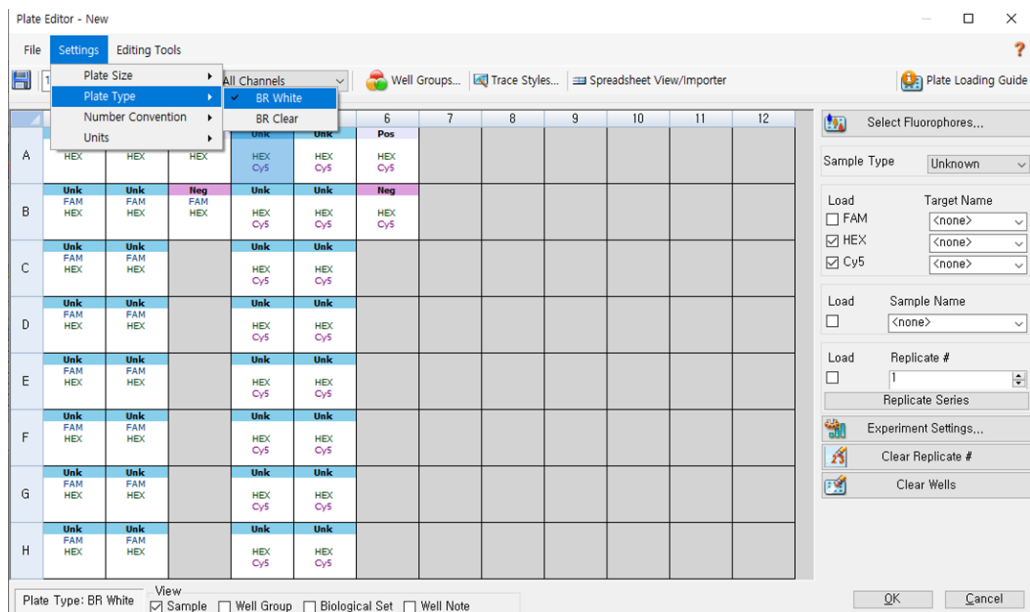 Plate Editor - New
File Settings Editing Tools
Plate Size
Plate Type
Number Convention
Units
BR White
BR Clear
All Channels
Well Groups...
Trace Styles...
Spreadsheet View/Importer
Plate Loading Guide
6 7 8 9 10 11 12
Unk Unk Pos
A HEX HEX HEX HEX HEX HEX
Cy5 Cy5 Cy5
Unk Unk Neg Unk Unk Neg
FAM FAM FAM
B HEX HEX HEX HEX HEX HEX
Cy5 Cy5 Cy5
Unk Unk Unk Unk
FAM FAM
C HEX HEX HEX HEX
Cy5 Cy5
Unk Unk Unk Unk
FAM FAM
D HEX HEX HEX HEX
Cy5 Cy5
Unk Unk Unk Unk
FAM FAM
E HEX HEX HEX HEX
Cy5 Cy5
Unk Unk Unk Unk
FAM FAM
F HEX HEX HEX HEX
Cy5 Cy5
Unk Unk Unk Unk
FAM FAM
G HEX HEX HEX HEX
Cy5 Cy5
Unk Unk Unk Unk
FAM FAM
H HEX HEX HEX HEX
Cy5 Cy5
Select Fluorophores...
Sample Type Unknown
Load Target Name
FAM <none>
HEX <none>
Cy5 <none>
Load Sample Name
<none>
Load Replicate #
1
Replicate Series
Experiment Settings...
Clear Replicate #
Clear Wells
Plate Type: BR White
View
Sample Well Group Biological Set Well Note
OK Cancel